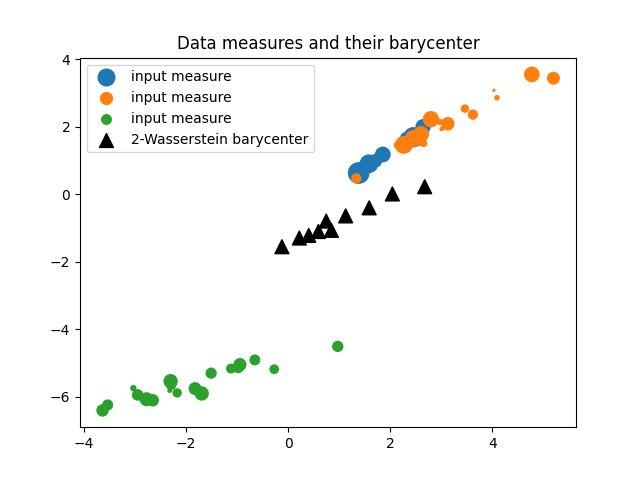 Data measures and their barycenter
input measure
input measure
input measure
2-Wasserstein barycenter
4
2
0
−2
−4
−6
−4 −2 0 2 4